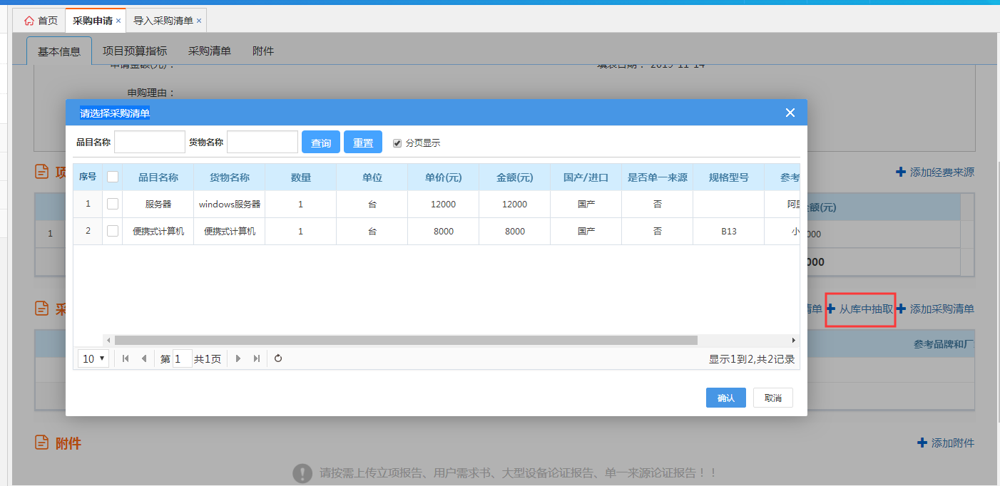 首页 采购申请 × 导入采购清单 ×
基本信息 项目预算指标 采购清单 附件
申请金额(元)： 填表日期： 2019-11-14
申购理由：
请选择采购清单
品目名称 货物名称 查询 重置 分页显示
添加经费来源
序号 品目名称 货物名称 数量 单位 单价(元) 金额(元) 国产/进口 是否单一来源 规格型号 参考
1 服务器 windows服务器 1 台 12000 12000 国产 否
2 便携式计算机 便携式计算机 1 台 8000 8000 国产 否 B13 小
额(元)
1 000
000
清单 从库中抽取 添加采购清单
采
参考品牌和厂
10 第 1 共1页 显示1到2,共2记录
确认 取消
附件 添加附件
请按需上传立项报告、用户需求书、大型设备论证报告、单一来源论证报告！！